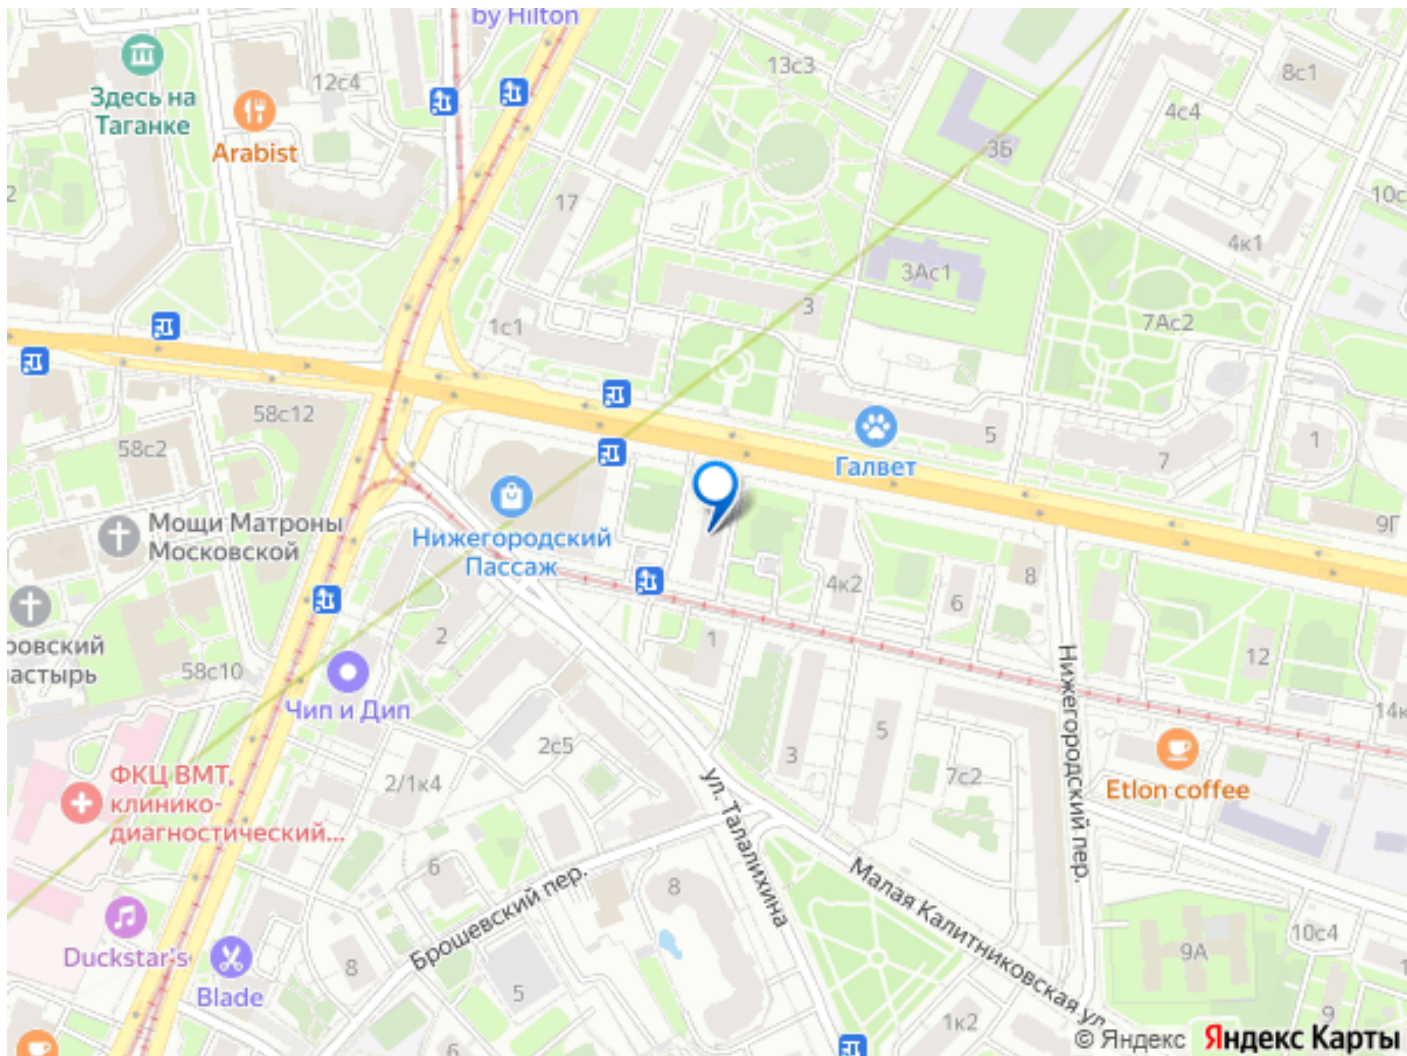 by Hilton
13с3
8с1
12с4
Здесь на
Таганке
4с4
Arabist
3Б
10с
2
17
4к1
3Ас1
3
7Ас2
1с1
58с12
58с2
5
1
7
Галвет
9Г
Мощи Матроны
Московской
Нижегородский
Пассаж
8
4к2
6
2
1
ровский
астырь
58с10
12
Нижегородский пер.
Чип и Дип
14к
2с5
3
5
7с2
ФКЦ ВМТ,
клинико-
диагностический...
2/1к4
Etlon coffee
ул. Талалихина
6
8
Брошевский пер.
Малая Калитниковская ул.
Duckstar's
10с4
9А
8
Blade
5
1
9
1к2
6
© Яндекс Яндекс Карты